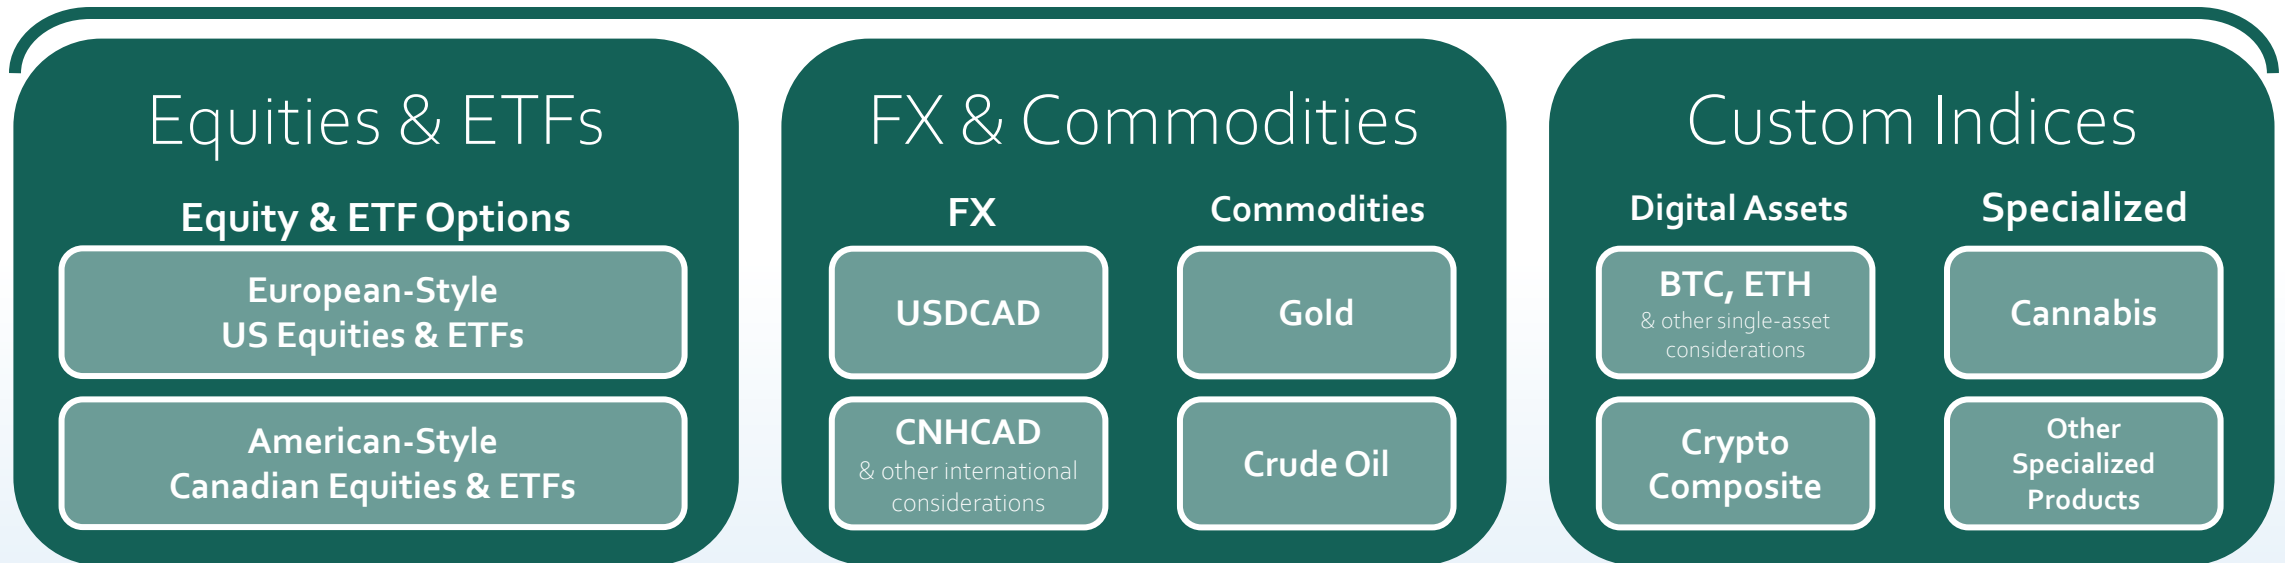 Equities & ETFs
Equity & ETF Options
European-Style
US Equities & ETFs
American-Style
Canadian Equities & ETFs
FX & Commodities
FX
USDCAD
CNHCAD
& other international
considerations
Commodities
Gold
Crude Oil
Custom Indices
Digital Assets
BTC, ETH
& other single-asset
considerations
Crypto
Composite
Specialized
Cannabis
Other
Specialized
Products